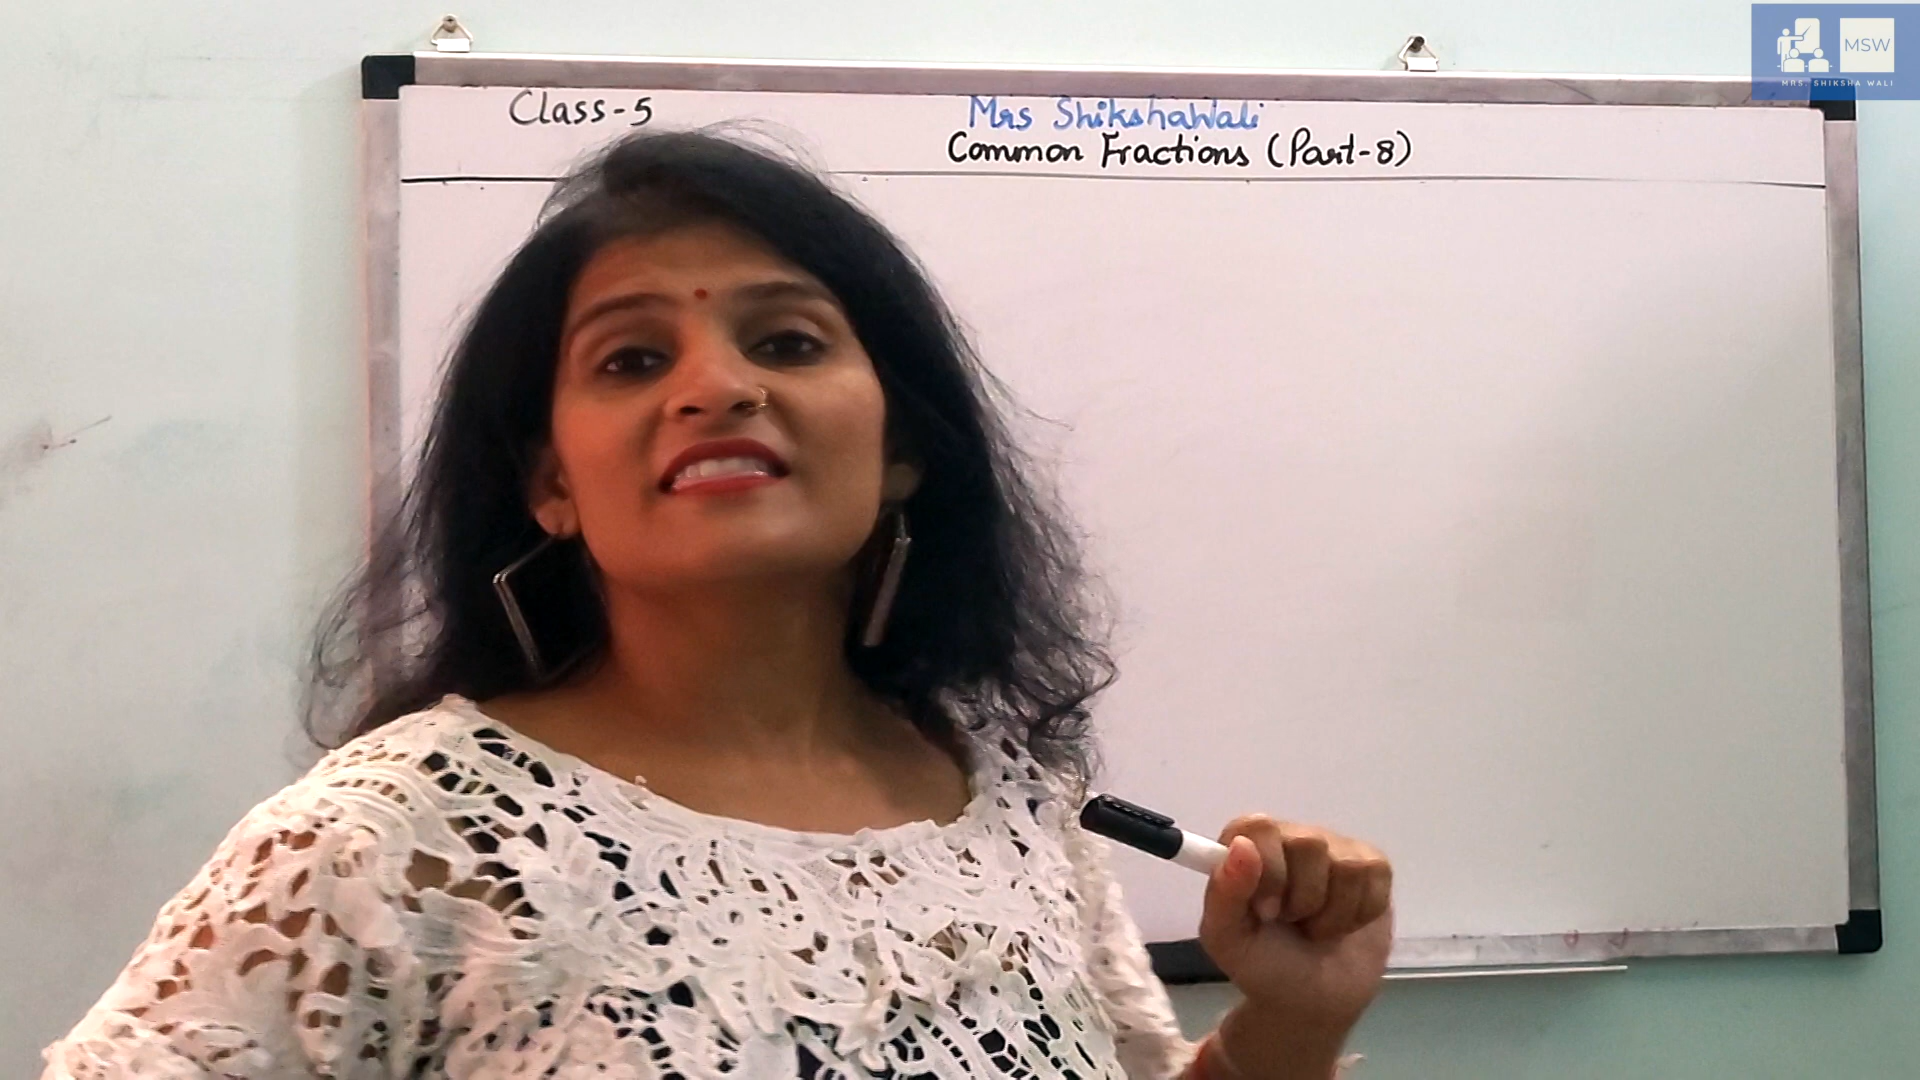 Class-5
Mrs ShikshaWali
Common Fractions (Part-8)
MSW
MRS. SHIKSHA WALI